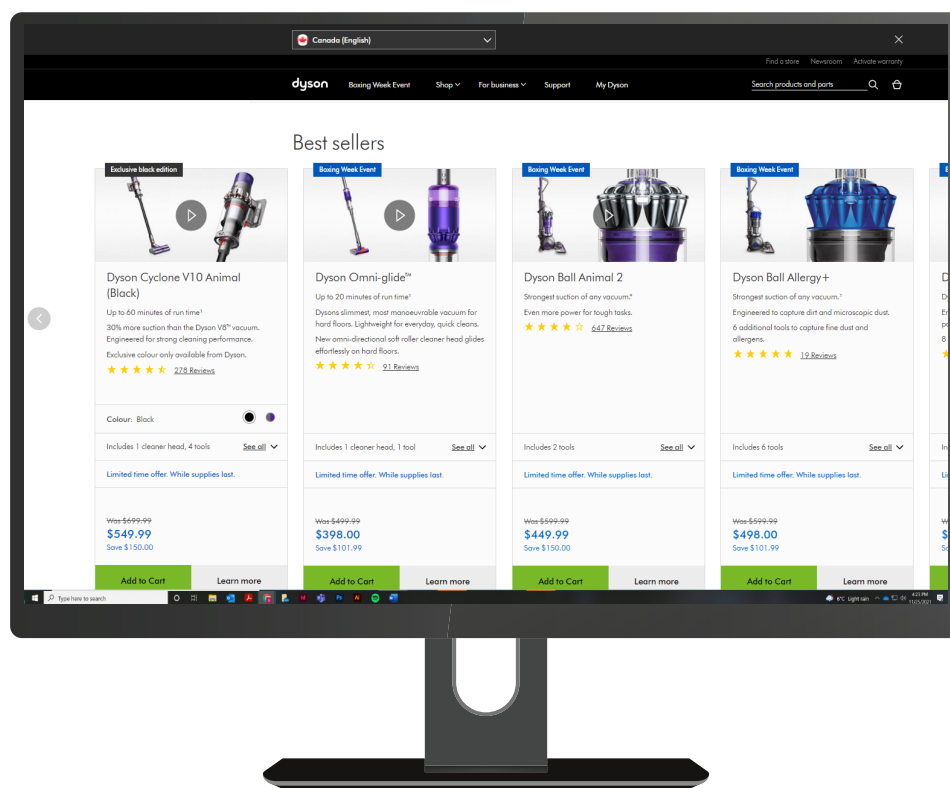 Canada (English)
Find a store Newsroom Activate warranty
dyson Boxing Week Event Shop For business Support My Dyson Search products and parts
Best sellers
Exclusive black edition
Dyson Cyclone V10 Animal
(Black)
Up to 60 minutes of run time¹
30% more suction than the Dyson V8™ vacuum.
Engineered for strong cleaning performance.
Exclusive colour only available from Dyson.
278 Reviews
Colour: Black
Includes 1 cleaner head, 4 tools See all
Limited time offer. While supplies last.
Was $699.99
$549.99
Save $150.00
Add to Cart Learn more
Boxing Week Event
Dyson Omni-glide™
Up to 20 minutes of run time¹
Dysons slimmest, most manoeuvrable vacuum for
hard floors. Lightweight for everyday, quick cleans.
New omni-directional soft roller cleaner head glides
effortlessly on hard floors.
91 Reviews
Includes 1 cleaner head, 1 tool See all
Limited time offer. While supplies last.
Was $499.99
$398.00
Save $101.99
Add to Cart Learn more
Boxing Week Event
Dyson Ball Animal 2
Strongest suction of any vacuum.*
Even more power for tough tasks.
647 Reviews
Includes 2 tools See all
Limited time offer. While supplies last.
Was $599.99
$449.99
Save $150.00
Add to Cart Learn more
Boxing Week Event
Dyson Ball Allergy+
Strongest suction of any vacuum.¹
Engineered to capture dirt and microscopic dust.
6 additional tools to capture fine dust and
allergens.
19 Reviews
Includes 6 tools See all
Limited time offer. While supplies last.
Was $599.99
$498.00
Save $101.99
Add to Cart Learn more
Type here to search
6°C Light rain
4:23 PM
11/25/2021